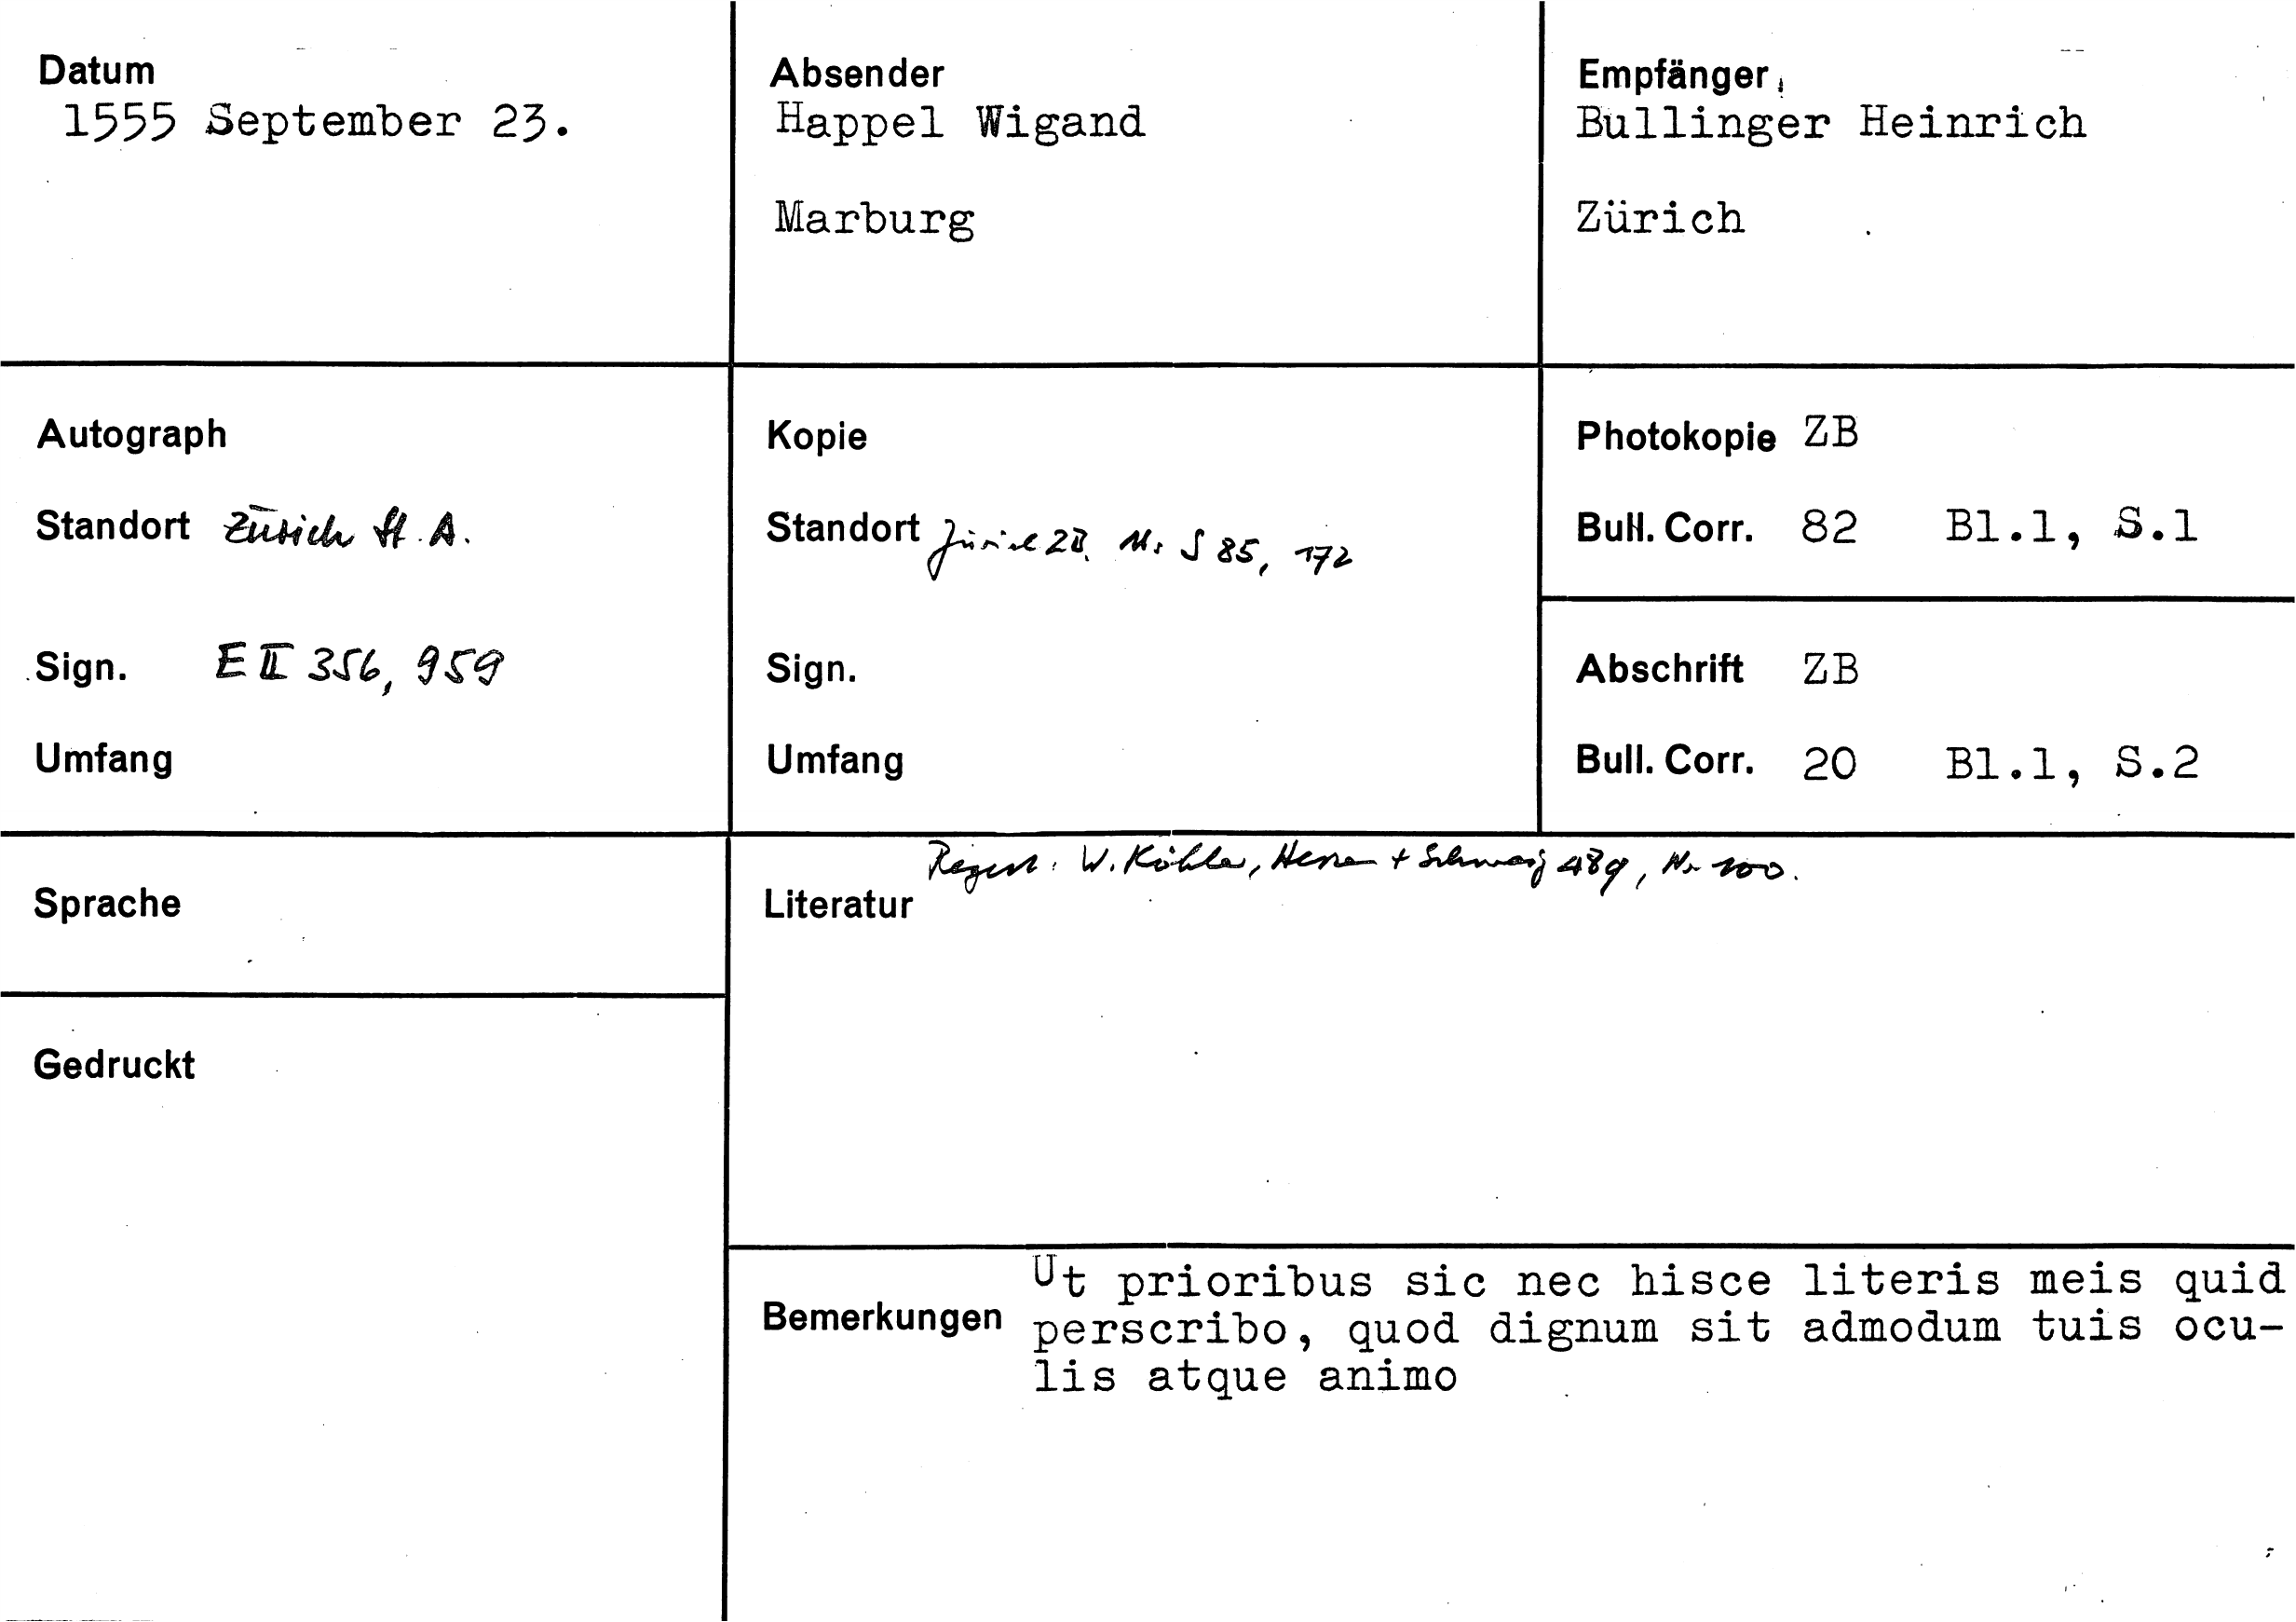 Datum
1555 September 23.
Absender
Happel Wigand
Marburg
Empfänger
Bullinger Heinrich
Zürich
Autograph
Standort Zürich St. A.
Sign. E II 356, 959
Umfang
Kopie
Standort Zürich ZB. Ms S 85, 172
Sign.
Umfang
Photokopie ZB
Bull. Corr. 82 Bl.1, S.1
Abschrift ZB
Bull. Corr. 20 Bl.1, S.2
Sprache
Gedruckt
Regest: W. Köhler, Hessen + Schweiz 489, Nr. 100.
Literatur
Bemerkungen
Ut prioribus sic nec hisce literis meis quid
perscribo, quod dignum sit admodum tuis ocu-
lis atque animo